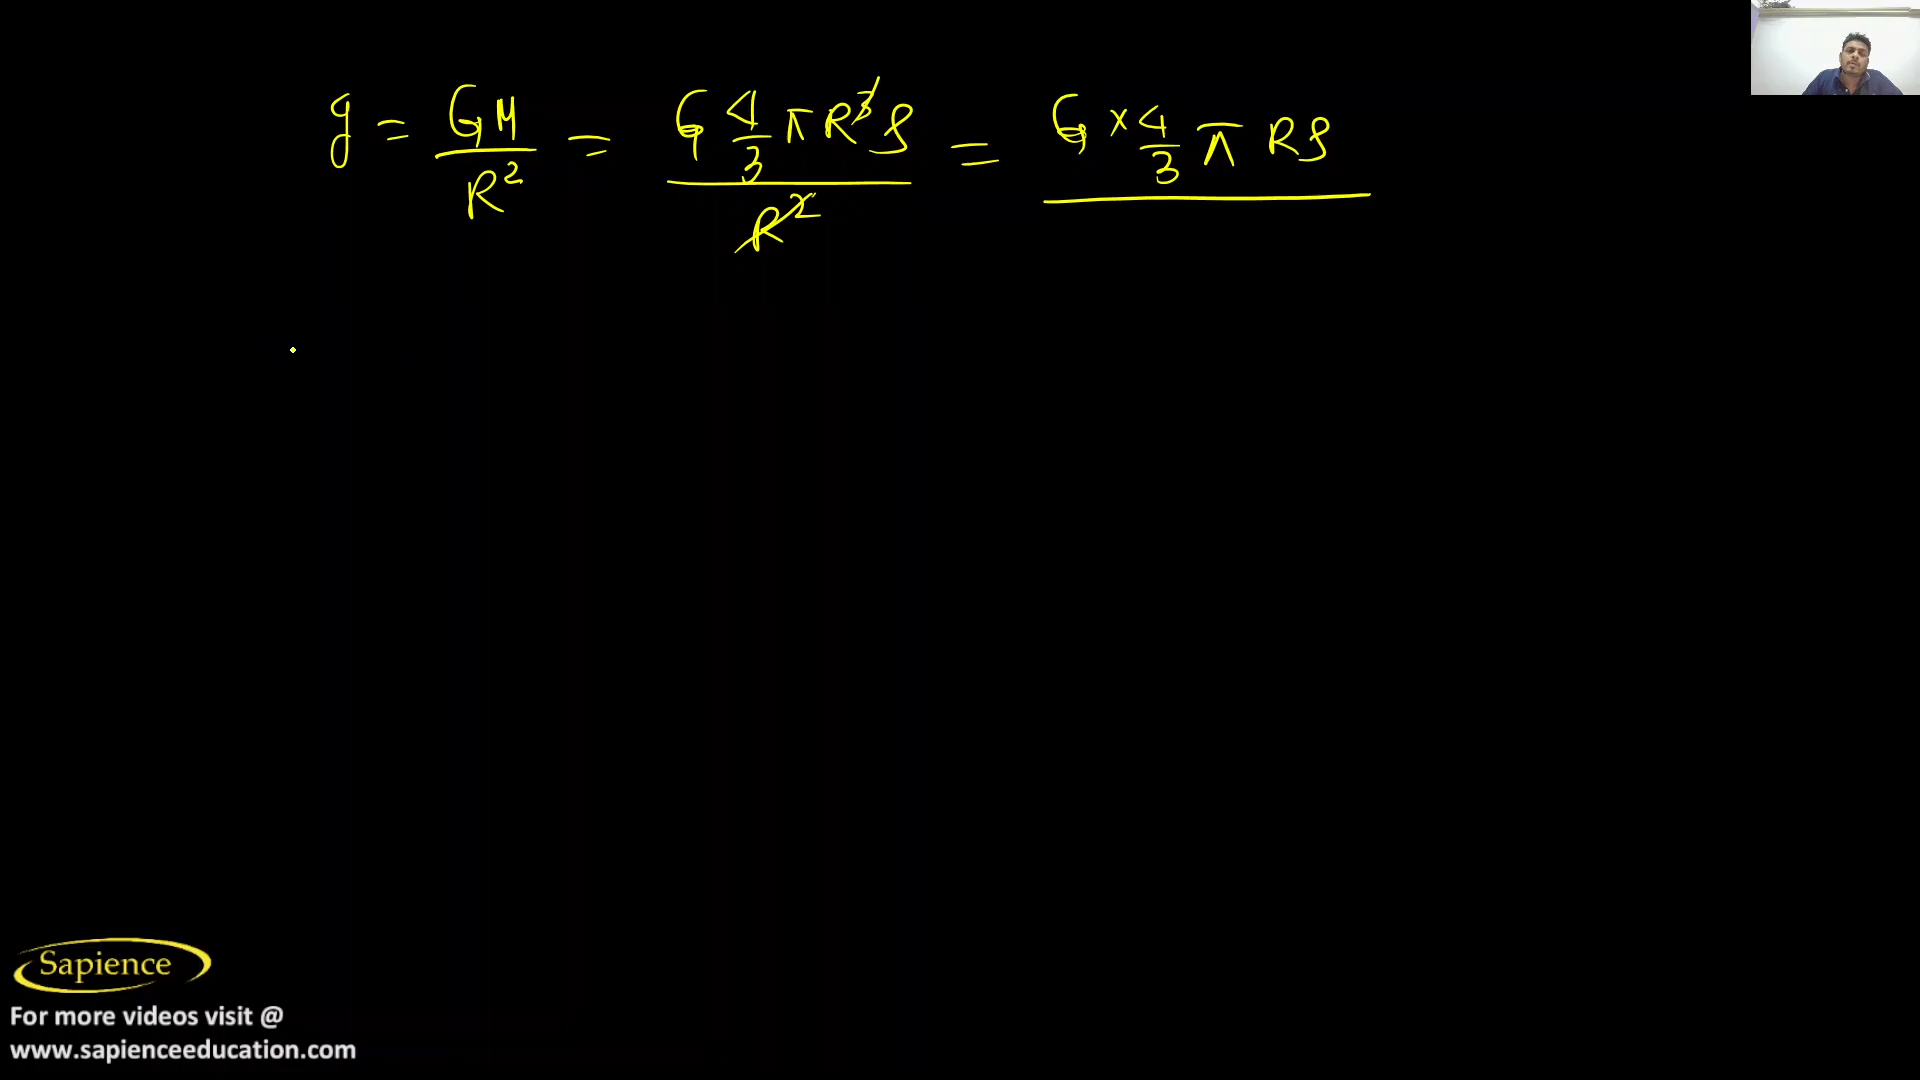 g = GM / R² = G 4/3 π R³ ρ / R² = G × 4/3 π R ρ
Sapience
For more videos visit @
www.sapienceeducation.com